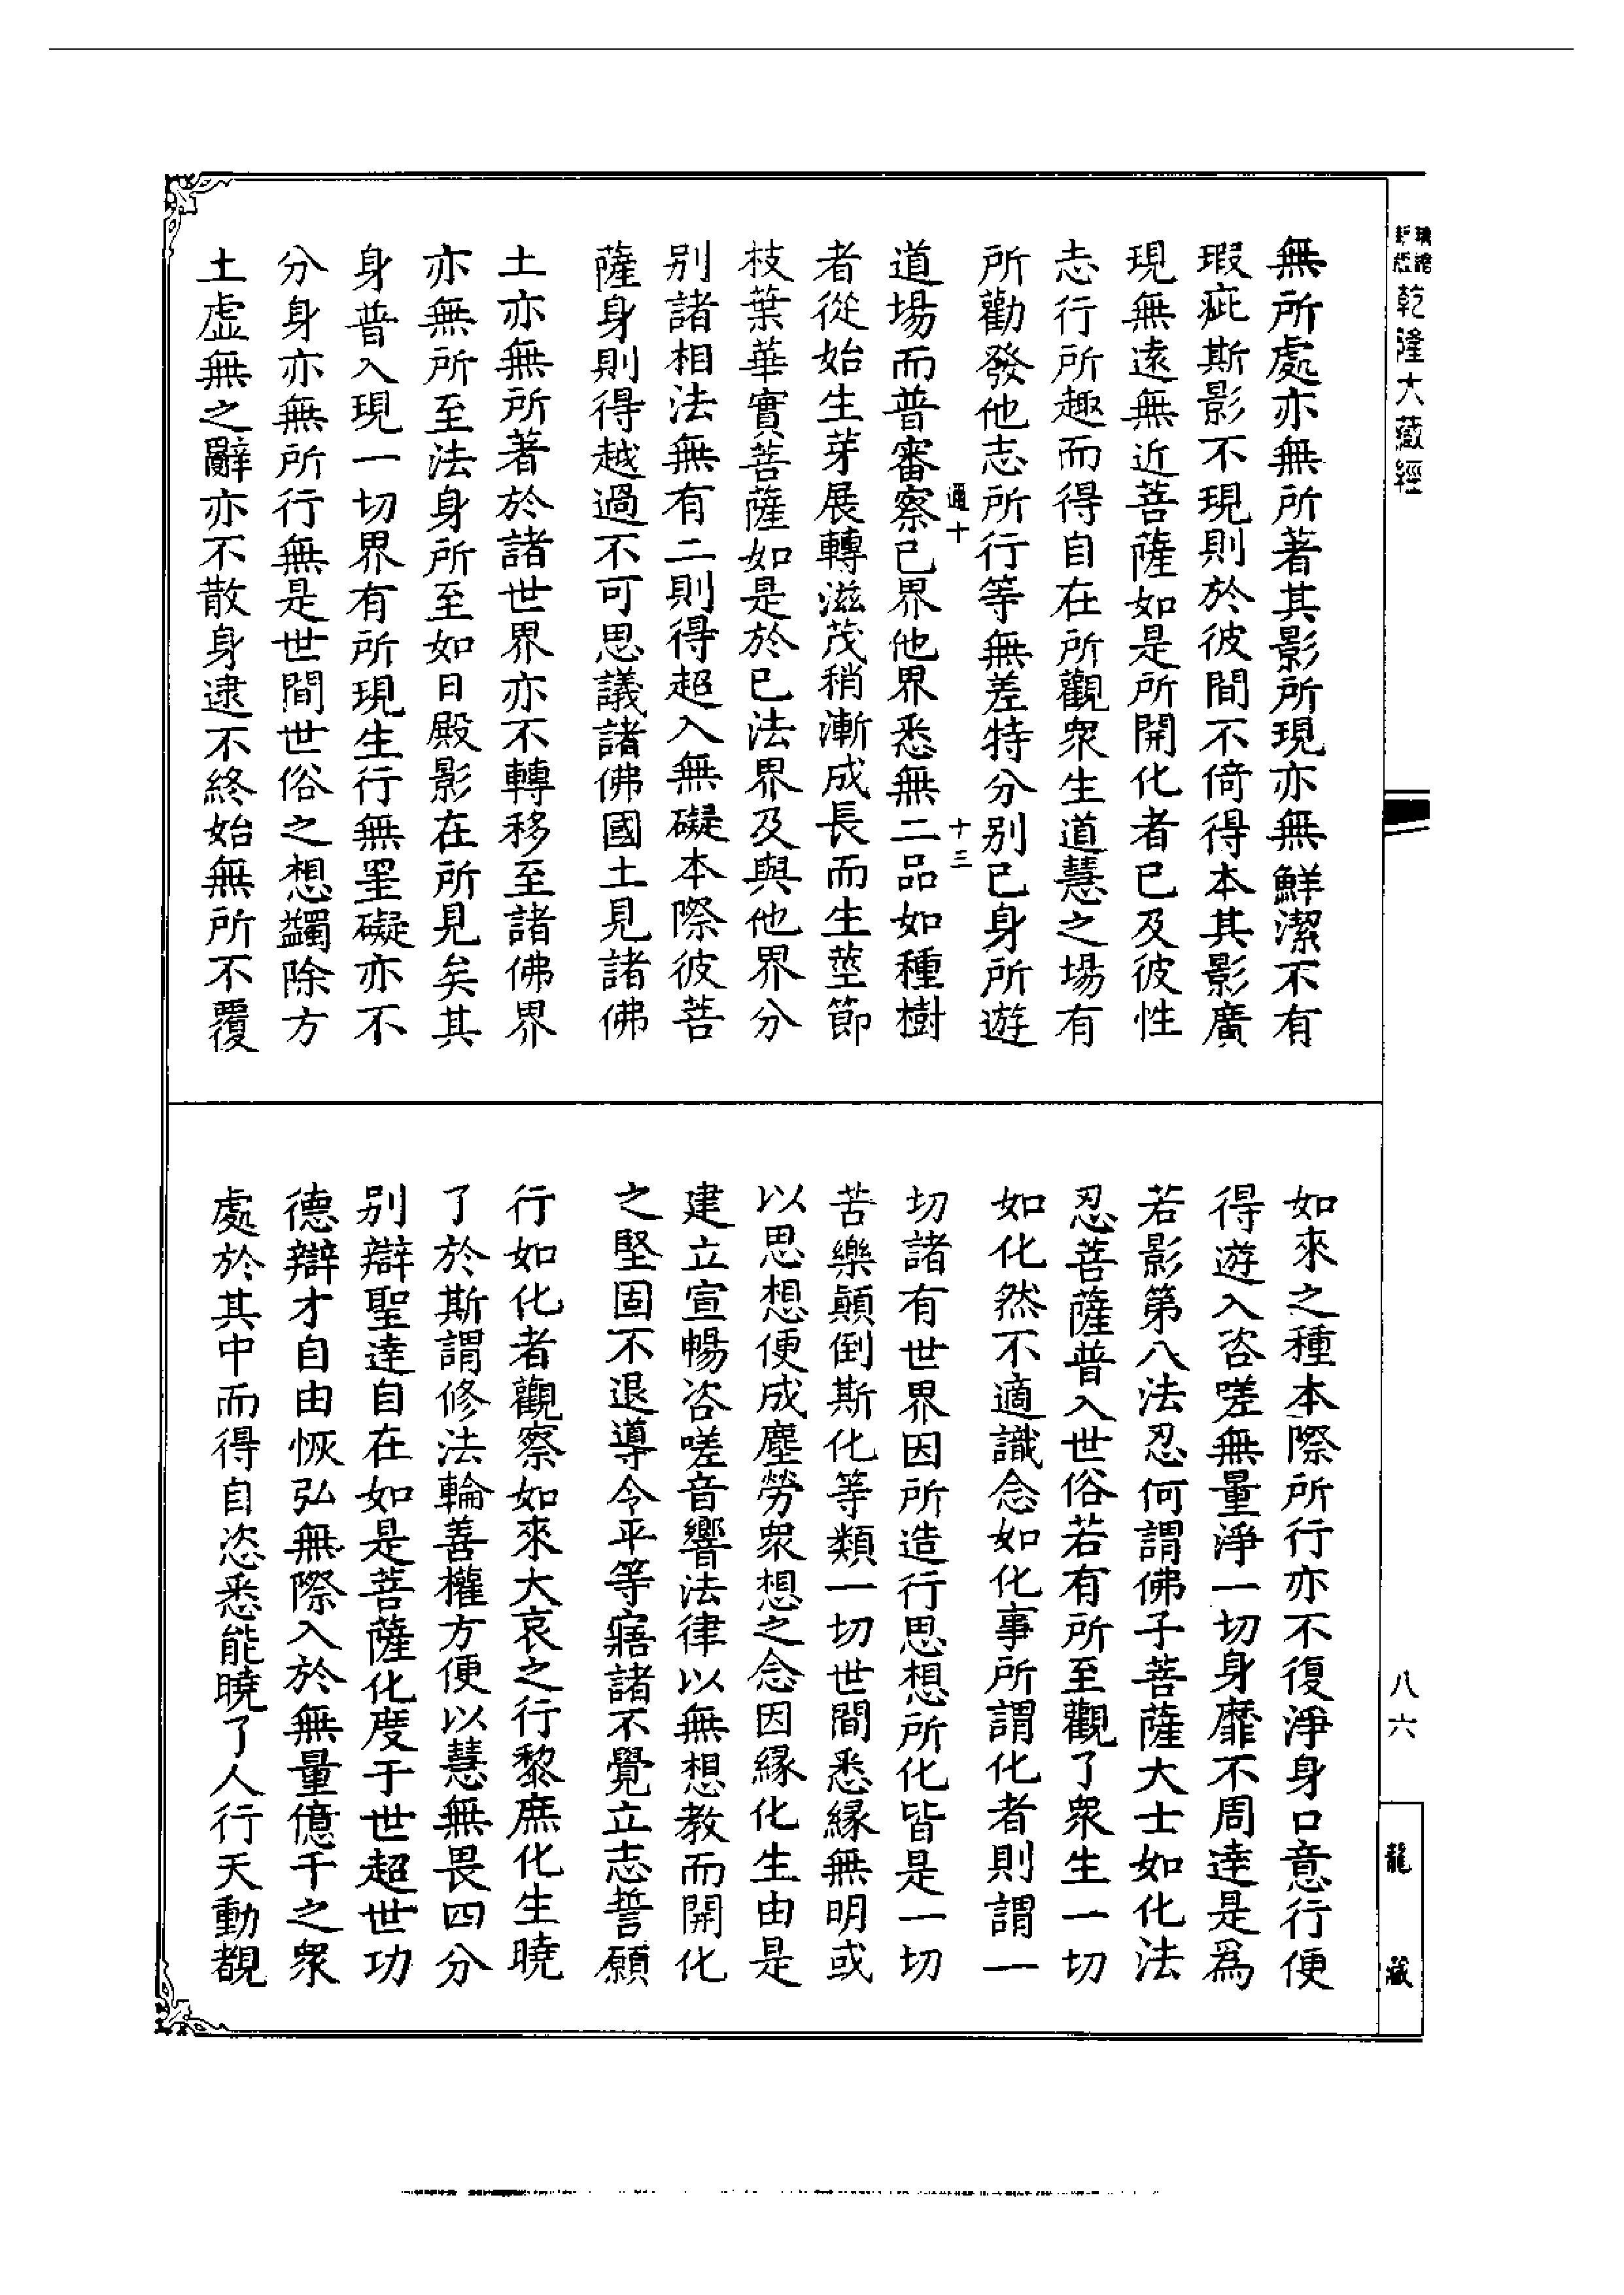 乾隆大藏經
無所處亦無所著其影所現亦無鮮潔不有
瑕疵斯影不現則於彼間不倚得本其影廣
現無遠無近菩薩如是所開化者已及彼性
志行所趣而得自在所觀衆生道慧之場有
所勸發他志所行等無差特分別已身所遊
通十
十三
道場而普審察已界他界悉無二品如種樹
者從始生芽展轉滋茂稍漸成長而生莖節
枝葉華實菩薩如是於已法界及與他界分
別諸相法無有二則得超入無礙本際彼菩
薩身則得越過不可思議諸佛國土見諸佛
土亦無所著於諸世界亦不轉移至諸佛界
亦無所至法身所至如日殿影在所見矣其
身普入現一切界有所現生行無罣礙亦不
分身亦無所行無是世間世俗之想蠲除方
土虛無之辭亦不散身逮不終始無所不覆
如來之種本際所行亦不復淨身口意行便
得遊入咨嗟無量淨一切身靡不周達是爲
若影第八法忍何謂佛子菩薩大士如化法
忍菩薩普入世俗若有所至觀了衆生一切
如化然不適識念如化事所謂化者則謂一
切諸有世界因所造行思想所化皆是一切
苦樂顛倒斯化等類一切世間悉緣無明或
以思想便成塵勞衆想之念因緣化生由是
建立宣暢咨嗟音響法律以無想教而開化
之堅固不退導令平等寤諸不覺立志誓願
行如化者觀察如來大哀之行黎庶化生曉
了於斯謂修法輪善權方便以慧無畏四分
別辯聖達自在如是菩薩化度于世超世功
德辯才自由恢弘無際入於無量億千之衆
處於其中而得自恣悉能曉了人行天動覩
八六
龍藏